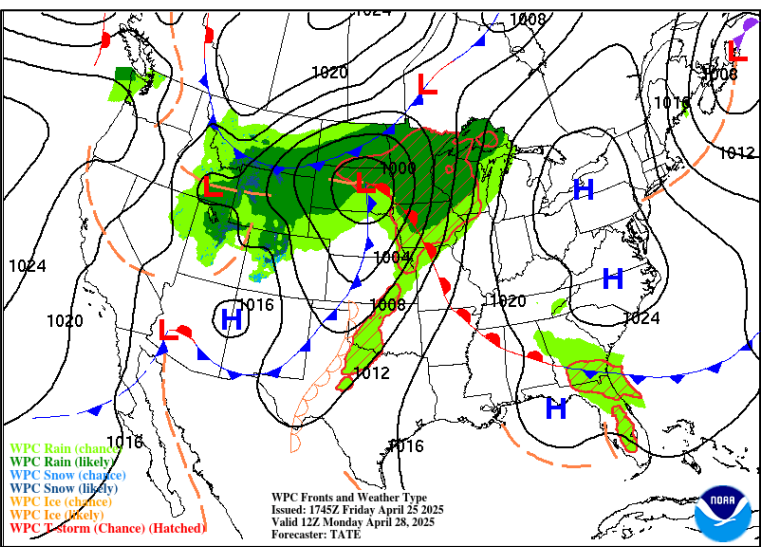 1024
1008
1020
L
L
1008
1016
1012
1000
L
L
H
1024
1004
H
1016
H
1008
1020
1020
1024
L
1012
H
1016
1016
WPC Rain (chance)
WPC Rain (likely)
WPC Snow (chance)
WPC Snow (likely)
WPC Ice (chance)
WPC Ice (likely)
WPC T-storm (Chance) (Hatched)
WPC Fronts and Weather Type
Issued: 1745Z Friday April 25 2025
Valid 12Z Monday April 28, 2025
Forecaster: TATE
NOAA